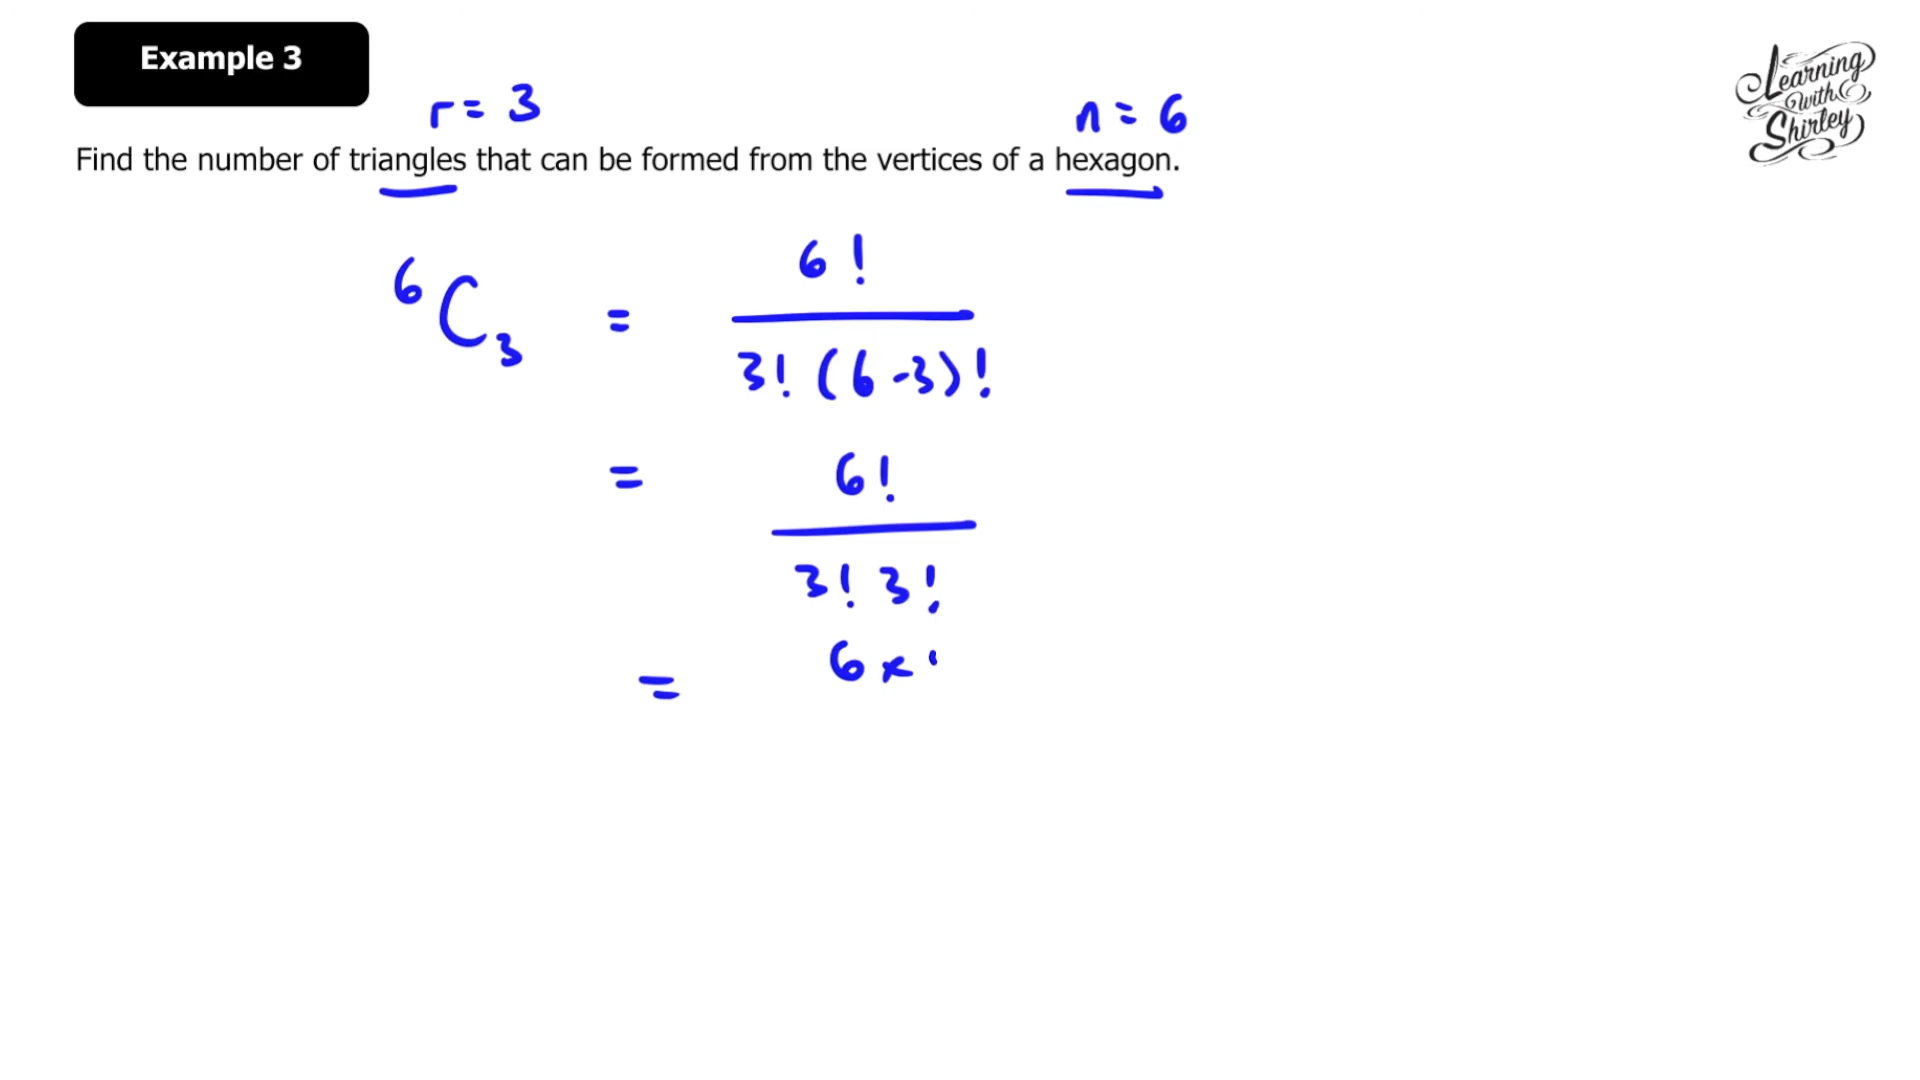 Example 3
Learning
with
Shirley
r = 3
n = 6
Find the number of triangles that can be formed from the vertices of a hexagon.
⁶C₃ = 6! / 3! (6 - 3)!
= 6! / 3! 3!
= 6 ×